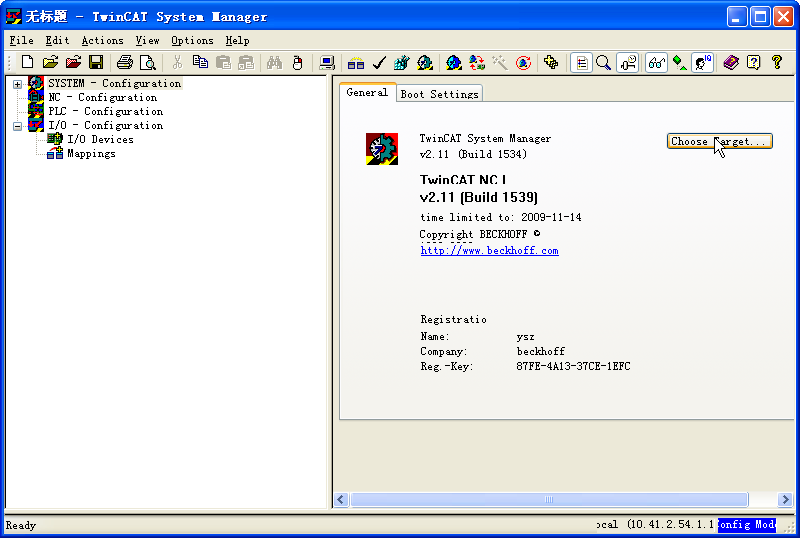 无标题 - TwinCAT System Manager
File Edit Actions View Options Help
SYSTEM - Configuration
NC - Configuration
PLC - Configuration
I/O - Configuration
I/O Devices
Mappings
General Boot Settings
TwinCAT System Manager
v2.11 (Build 1534)
Choose Target...
TwinCAT NC I
v2.11 (Build 1539)
time limited to: 2009-11-14
Copyright BECKHOFF ©
http://www.beckhoff.com
Registratio
Name: ysz
Company: beckhoff
Reg.-Key: 87FE-4A13-37CE-1EFC
Ready ocal (10.41.2.54.1.1 Config Mode